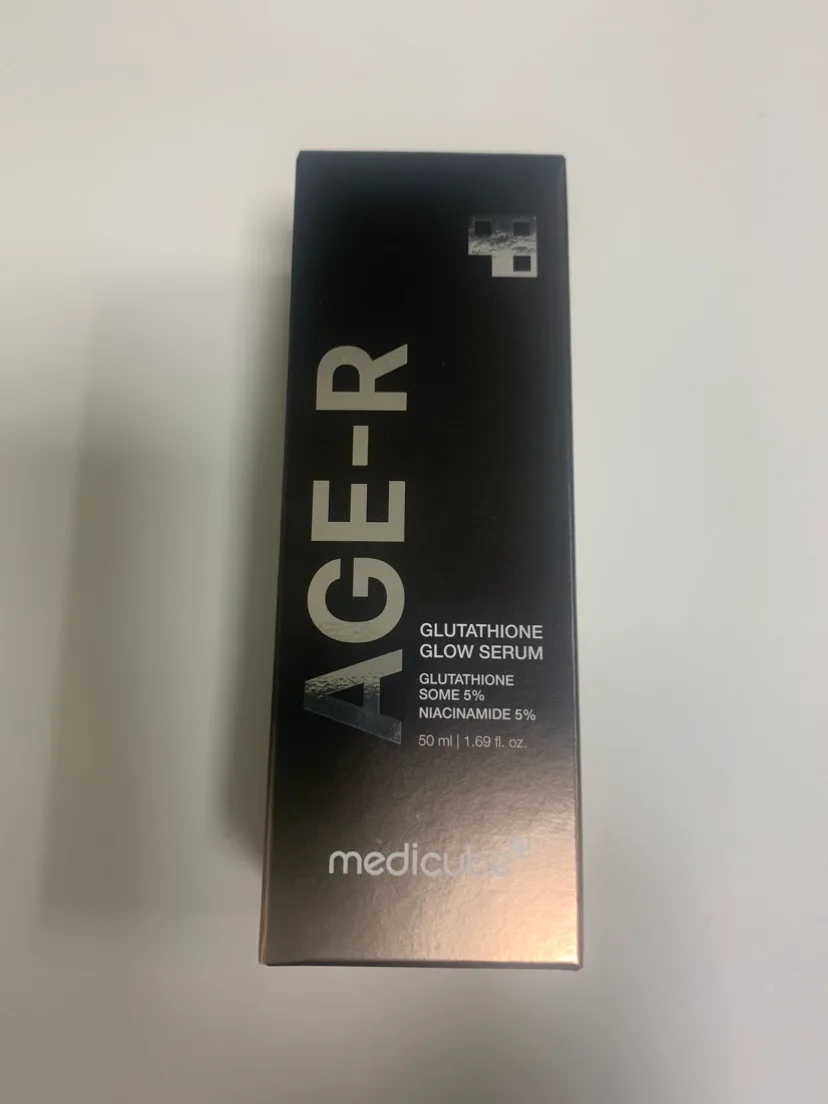 AGE-R
GLUTATHIONE
GLOW SERUM
GLUTATHIONE
SOME 5%
NIACINAMIDE 5%
50 ml | 1.69 fl. oz.
medicube